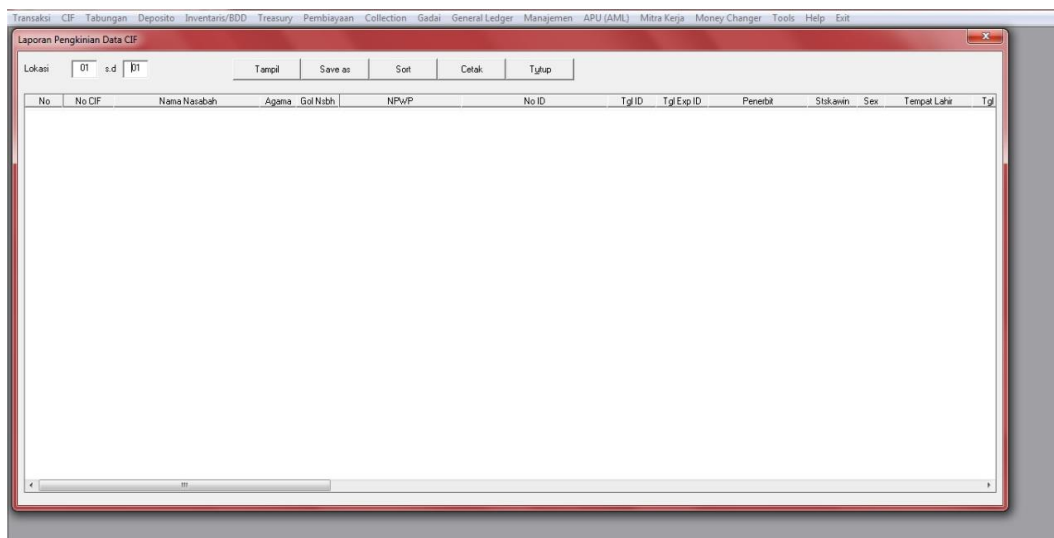 Transaksi CIF Tabungan Deposito Inventaris/BDD Treasury Pembiayaan Collection Gadai General Ledger Manajemen APU (AML) Mitra Kerja Money Changer Tools Help Exit
Laporan Pengkinian Data CIF
Lokasi 01 s.d 01 Tampil Save as Sort Cetak Tutup
No No CIF Nama Nasabah Agama Gol Nsbh NPWP No ID Tgl ID Tgl Exp ID Penerbit Stskawin Sex Tempat Lahir Tgl